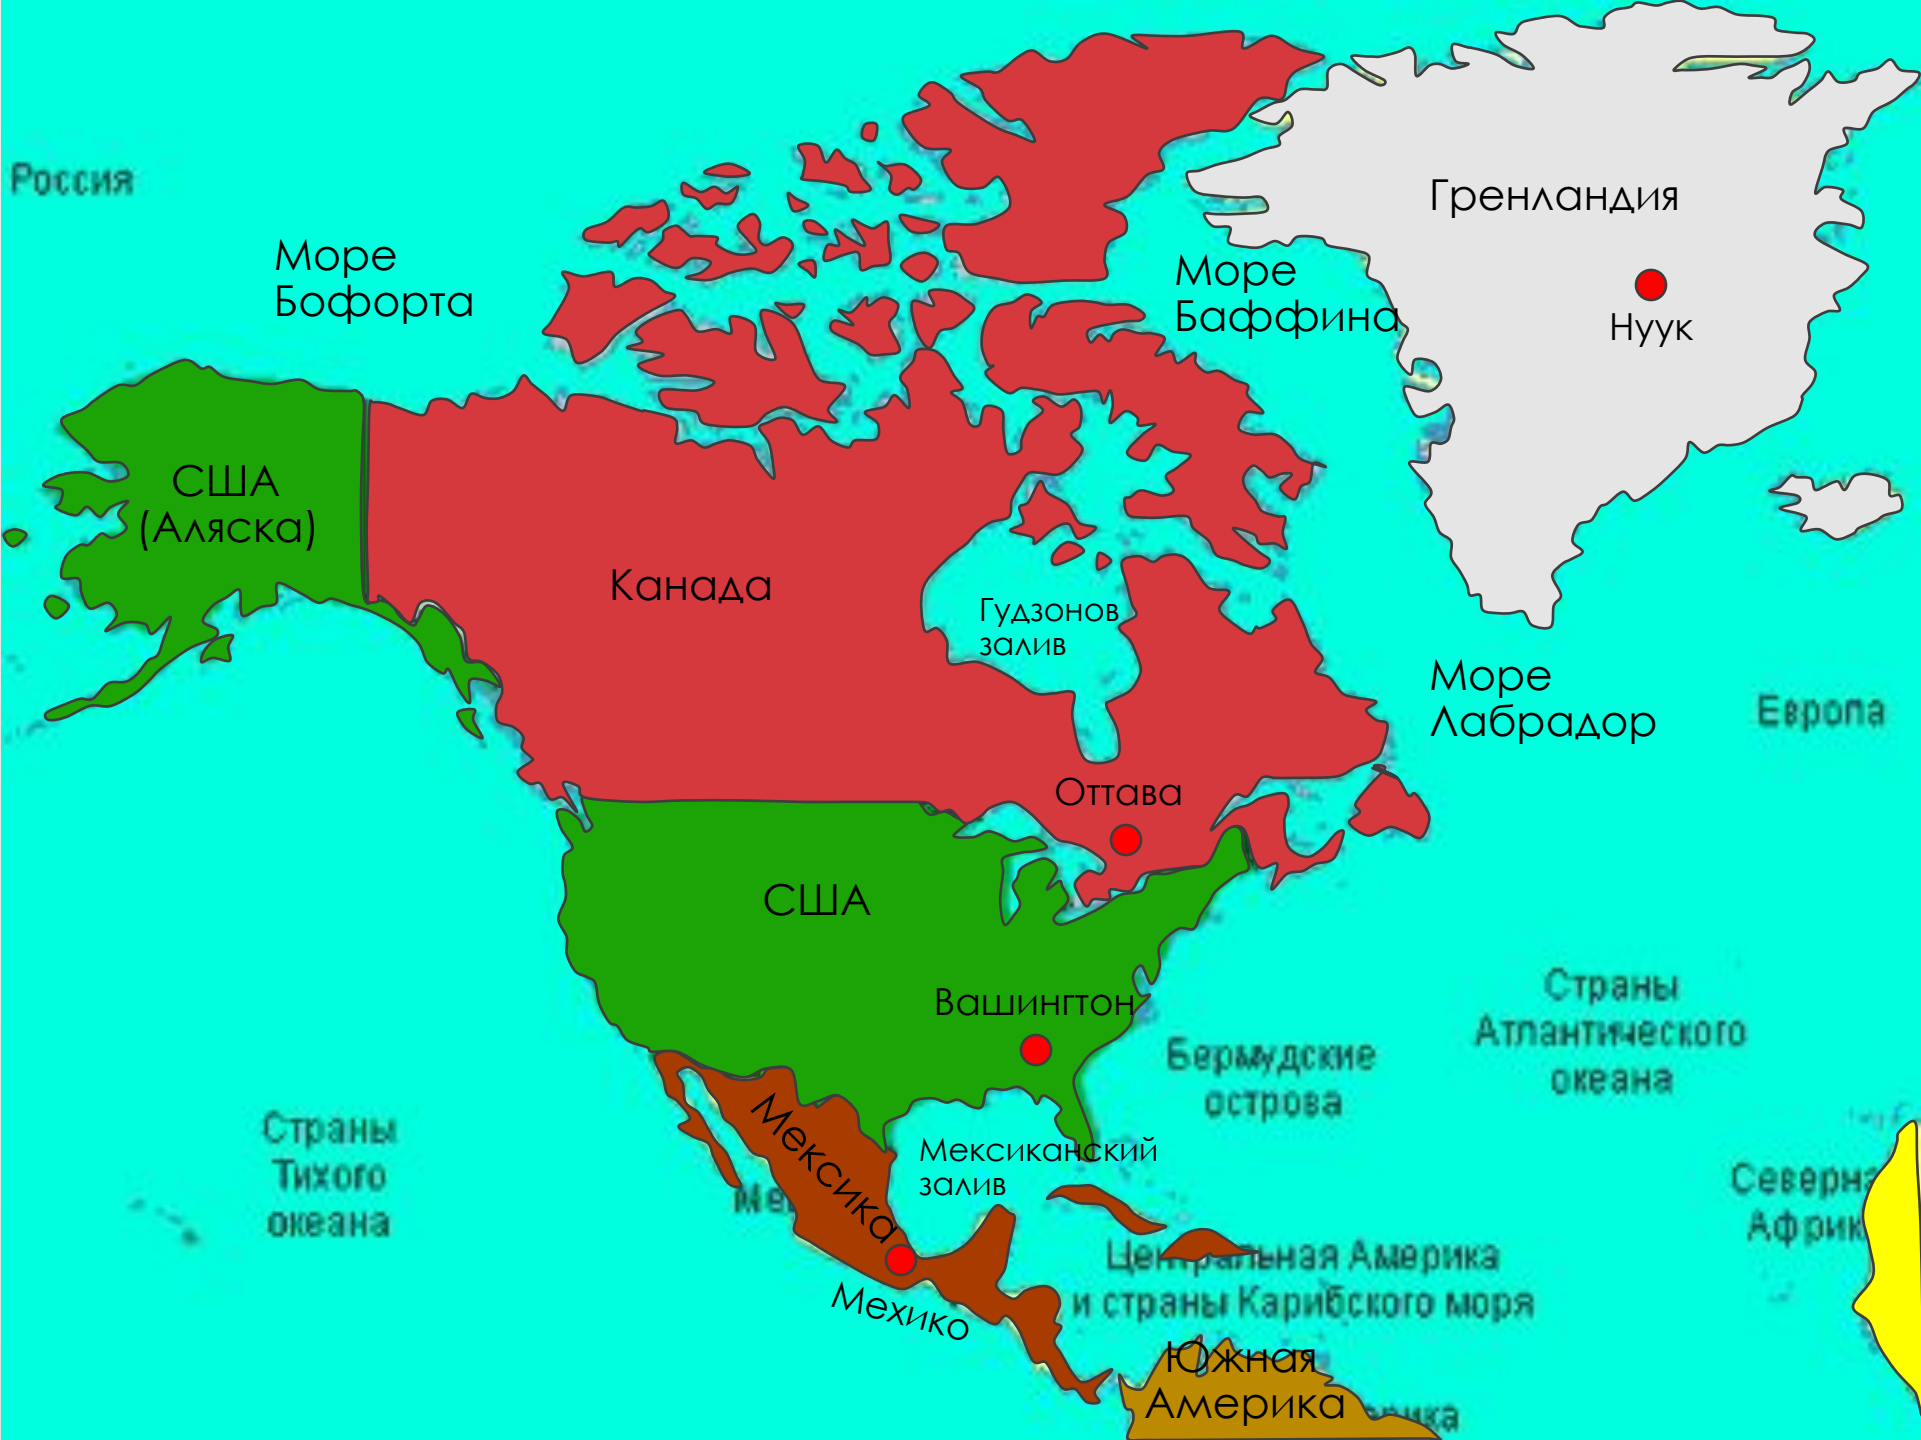 Россия
Гренландия
Море
Бофорта
Море
Баффина
Нуук
США
(Аляска)
Канада
Гудзонов
залив
Море
Лабрадор
Европа
Оттава
США
Вашингтон
Страны
Атлантического
океана
Бермудские
острова
Страны
Тихого
океана
Мексика
Мексиканский
залив
Мехико
Центральная Америка
и страны Карибского моря
Южная
Америка